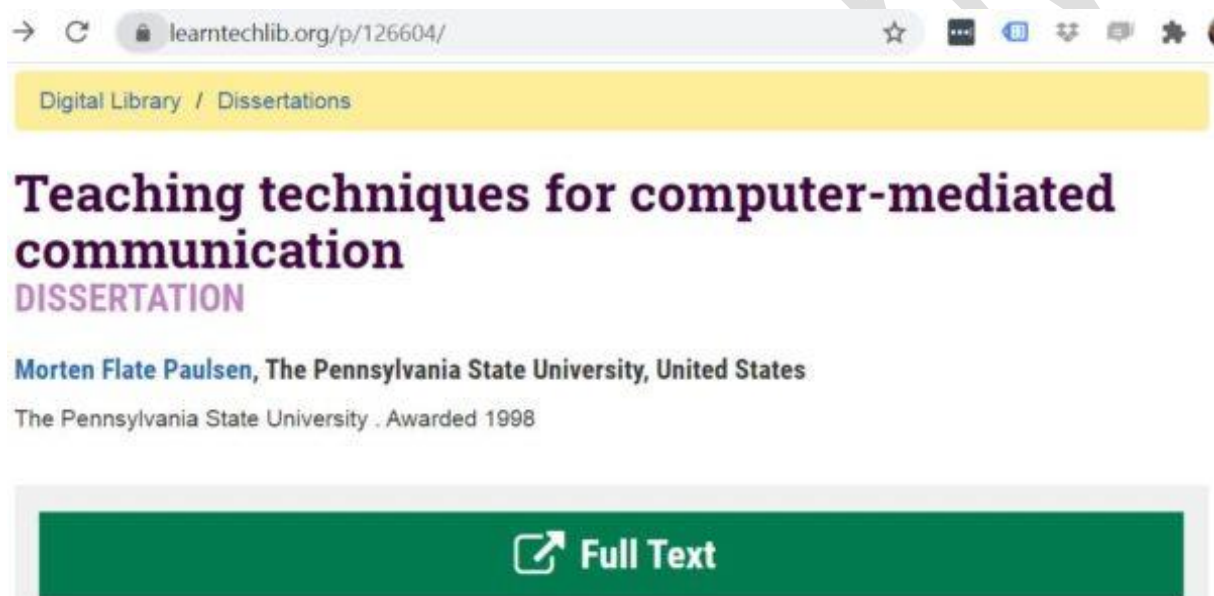 learntechlib.org/p/126604/
Digital Library / Dissertations
Teaching techniques for computer-mediated
communication
DISSERTATION
Morten Flate Paulsen, The Pennsylvania State University, United States
The Pennsylvania State University . Awarded 1998
Full Text